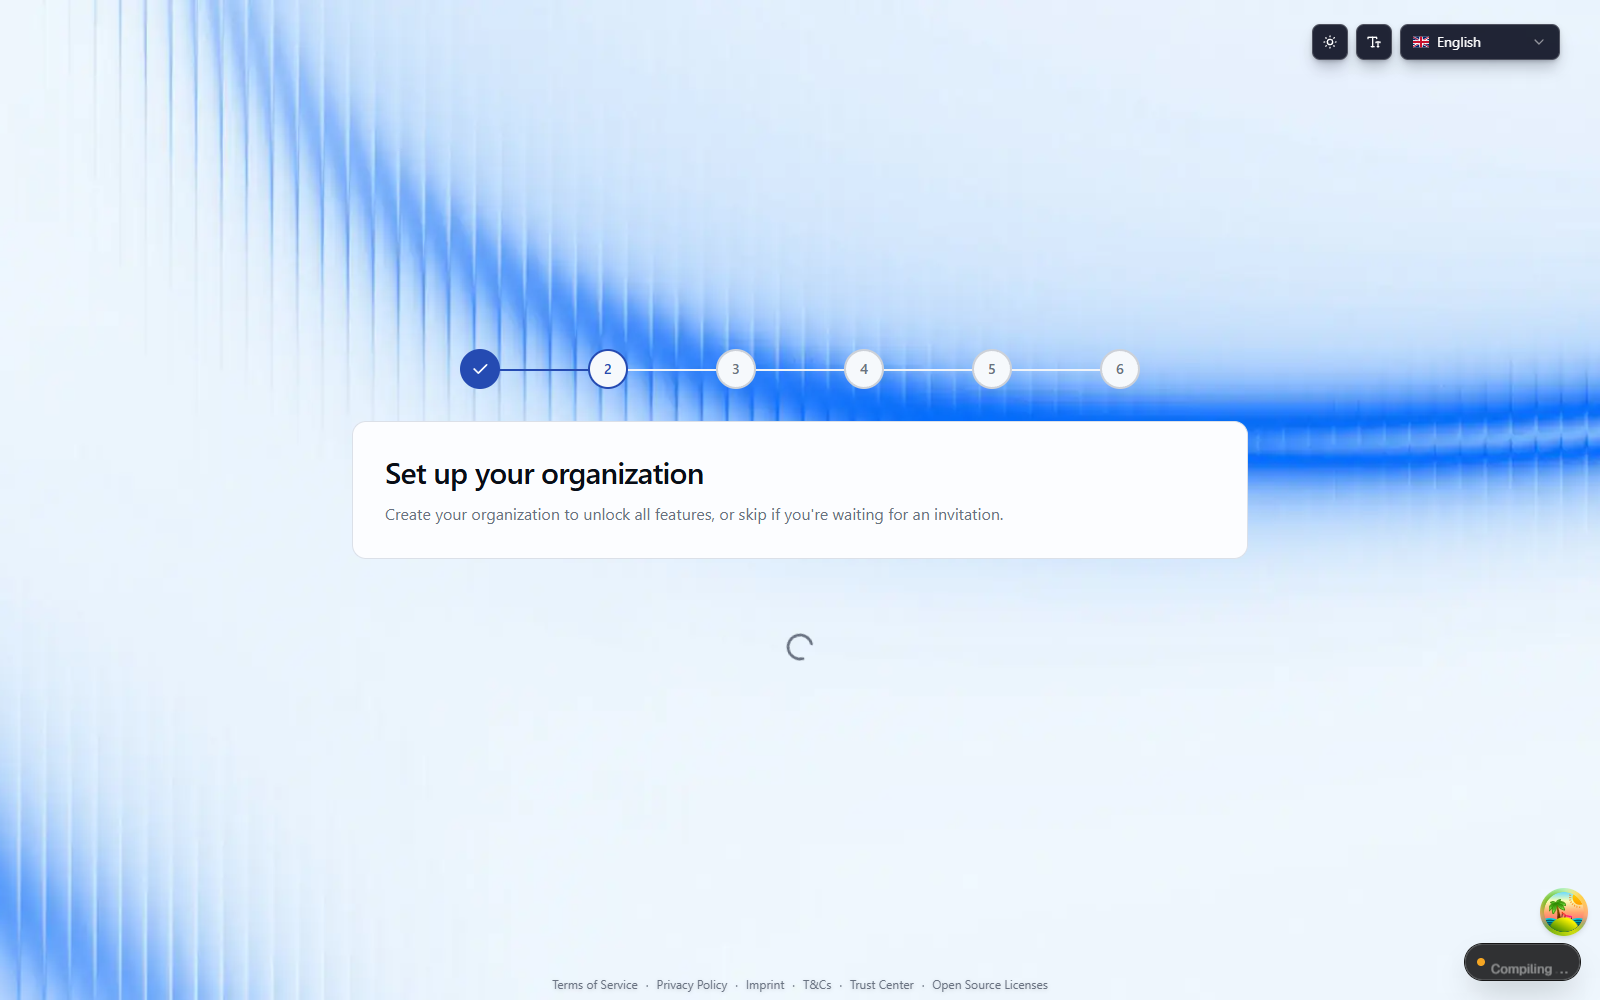 English
2
3
4
5
6
Set up your organization
Create your organization to unlock all features, or skip if you're waiting for an invitation.
Compiling ...
Terms of Service · Privacy Policy · Imprint · T&Cs · Trust Center · Open Source Licenses